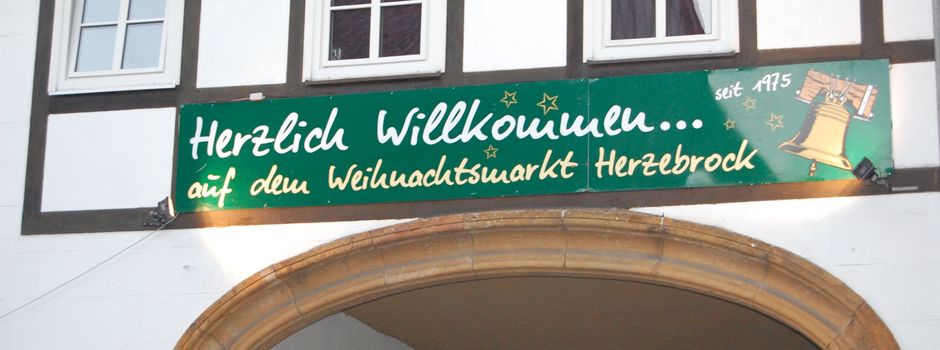 Herzlich Willkommen... seit 1975
auf dem Weihnachtsmarkt Herzebrock